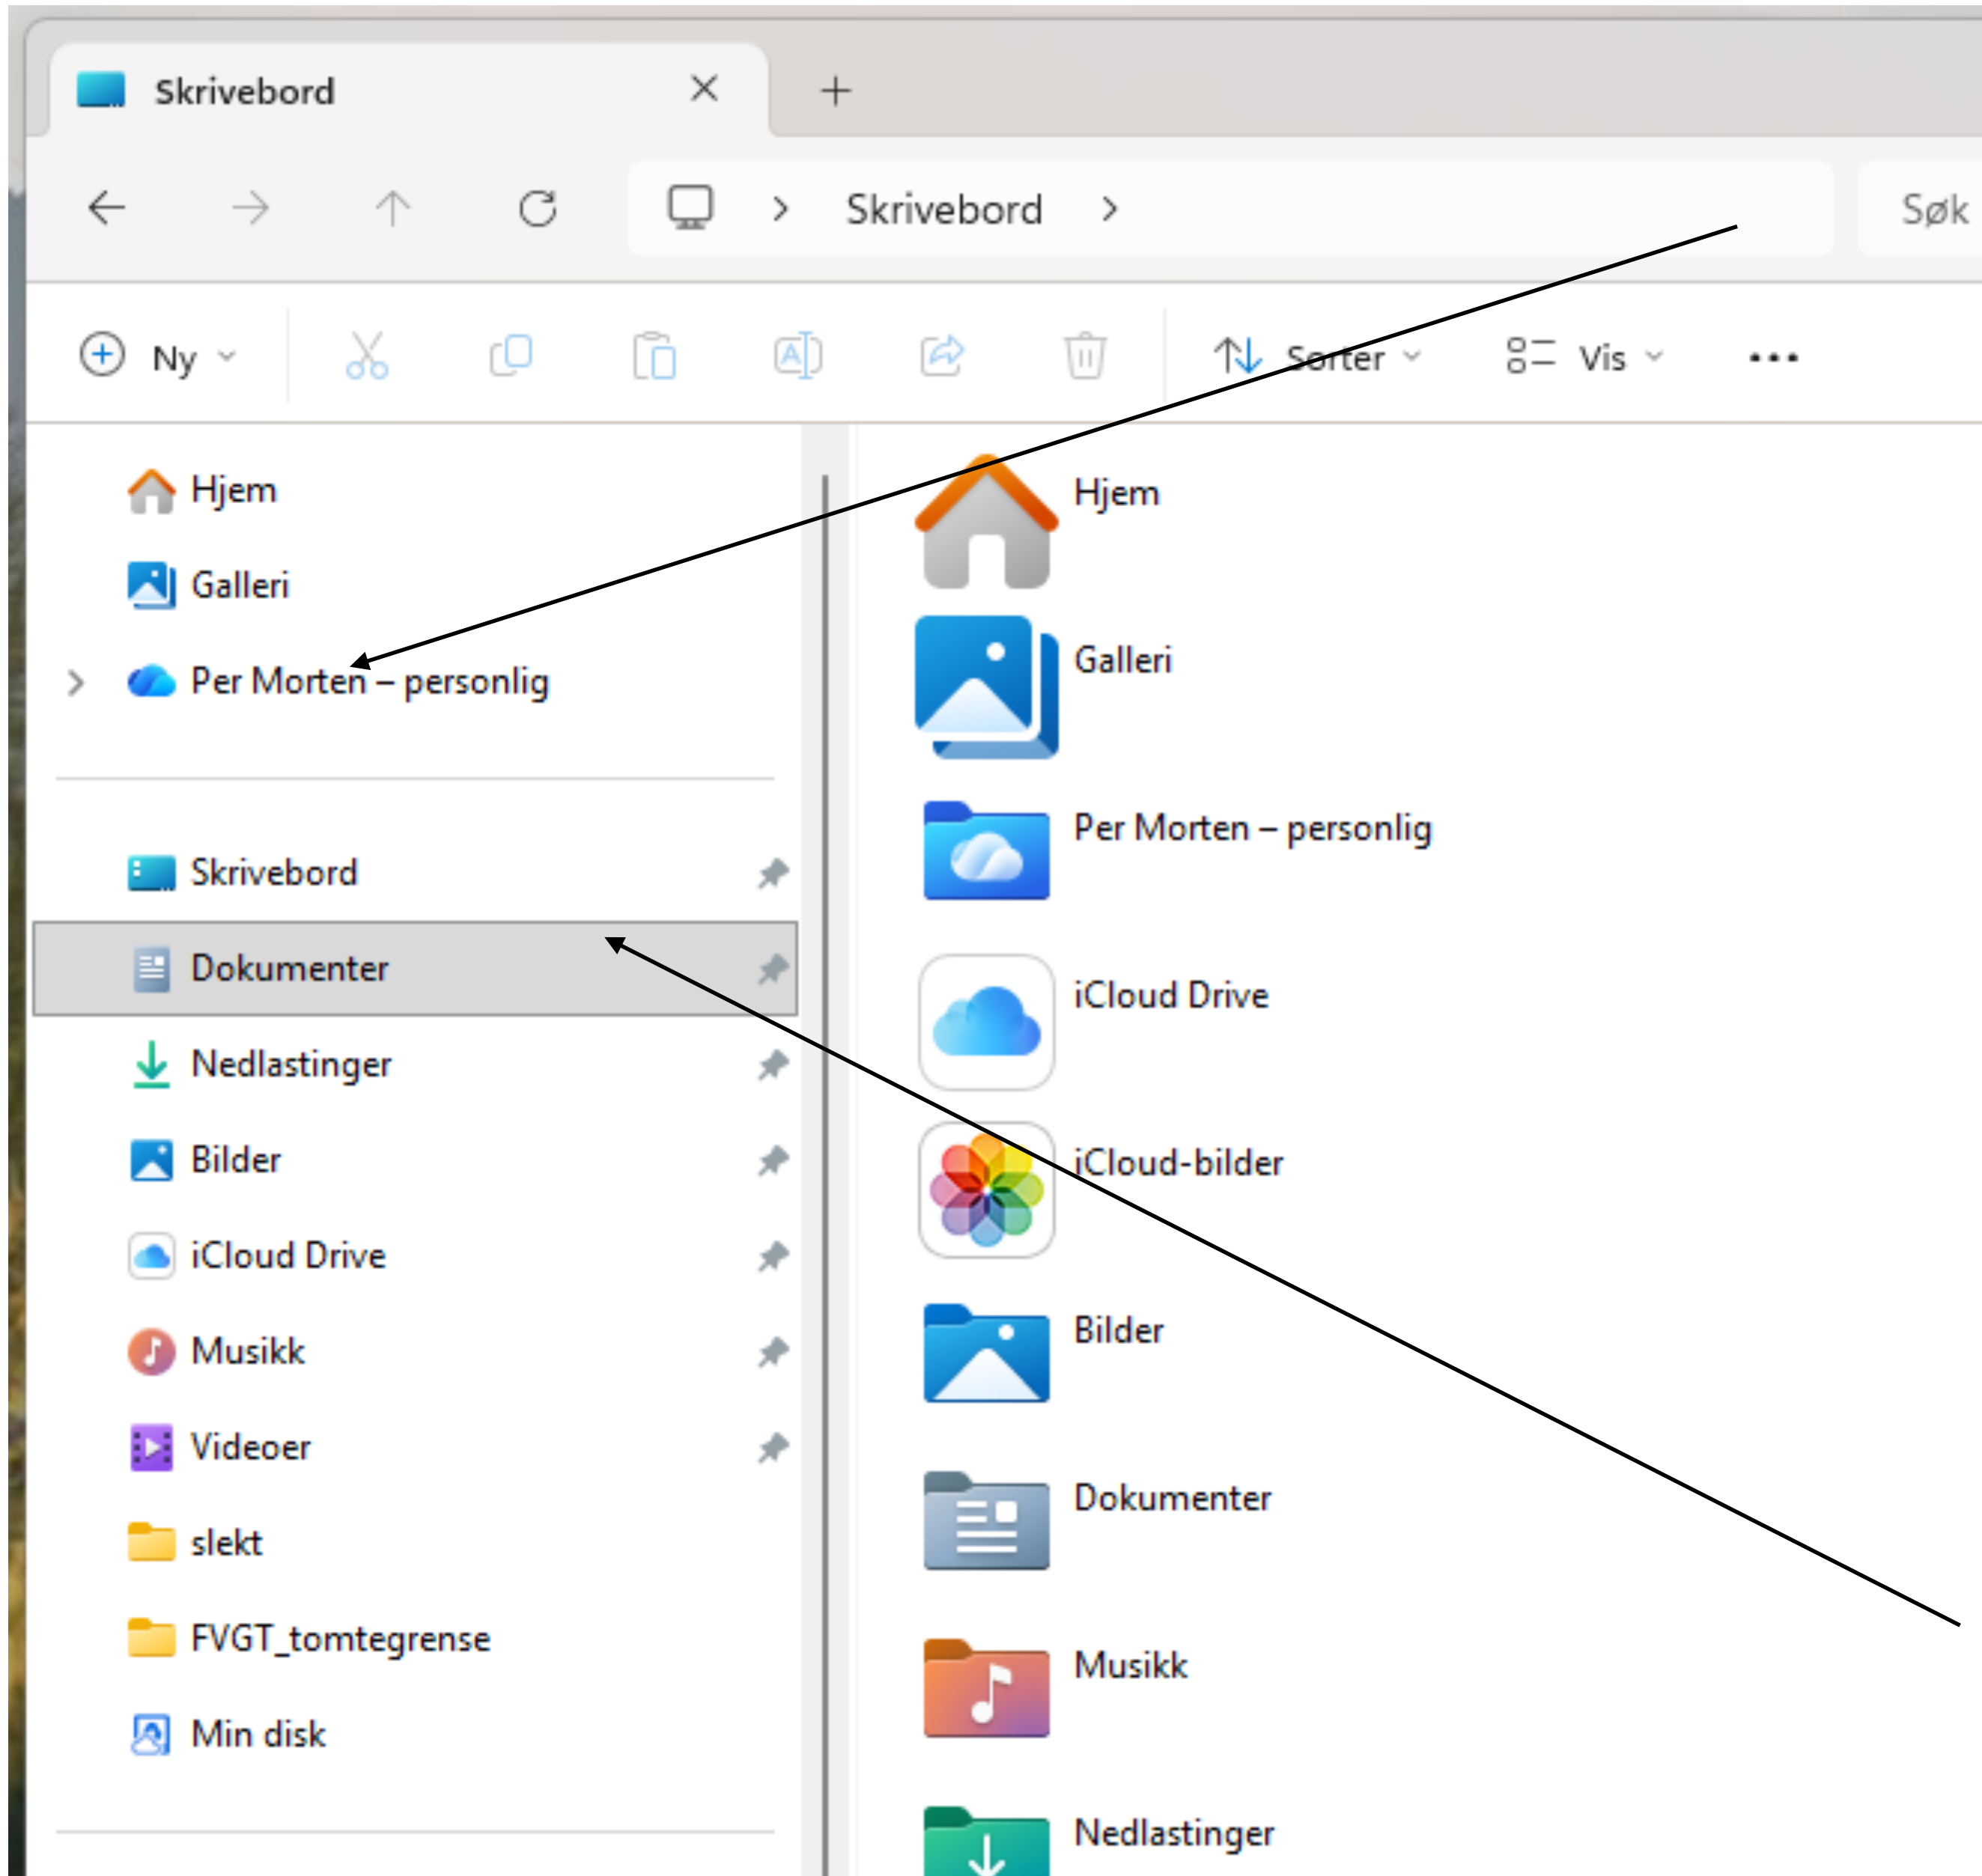 Skrivebord
Skrivebord
Søk
Ny
Sorter
Vis
Hjem
Galleri
Per Morten – personlig
Skrivebord
Dokumenter
Nedlastinger
Bilder
iCloud Drive
Musikk
Videoer
slekt
FVGT_tomtegrense
Min disk
Hjem
Galleri
Per Morten – personlig
iCloud Drive
iCloud-bilder
Bilder
Dokumenter
Musikk
Nedlastinger